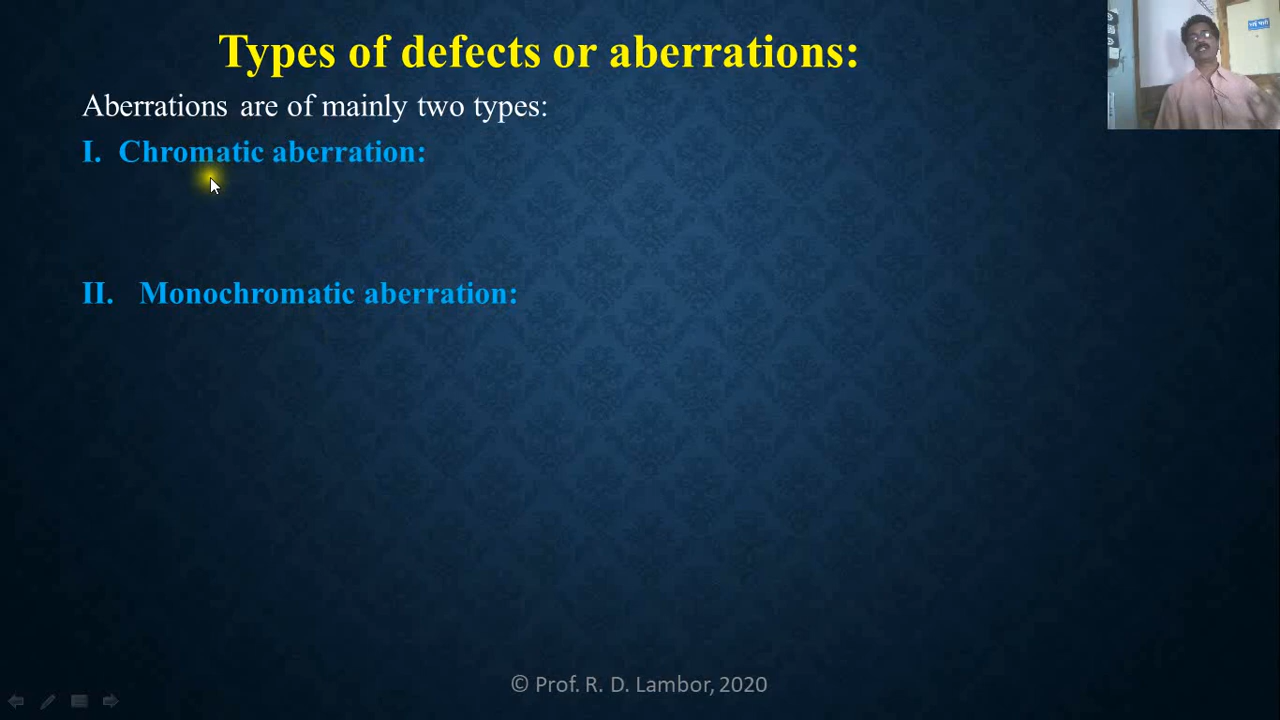 Types of defects or aberrations:
Aberrations are of mainly two types:
I. Chromatic aberration:
II. Monochromatic aberration:
© Prof. R. D. Lambor, 2020